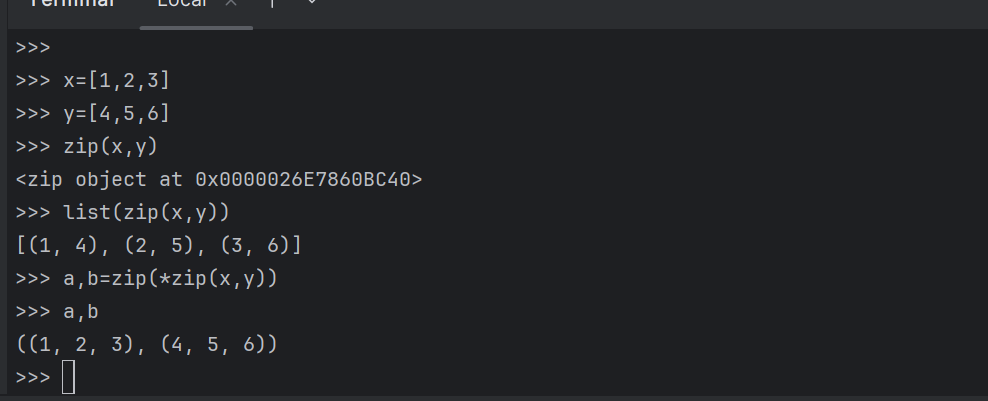 Terminal Local
>>>
>>> x=[1,2,3]
>>> y=[4,5,6]
>>> zip(x,y)
<zip object at 0x0000026E7860BC40>
>>> list(zip(x,y))
[(1, 4), (2, 5), (3, 6)]
>>> a,b=zip(*zip(x,y))
>>> a,b
((1, 2, 3), (4, 5, 6))
>>>